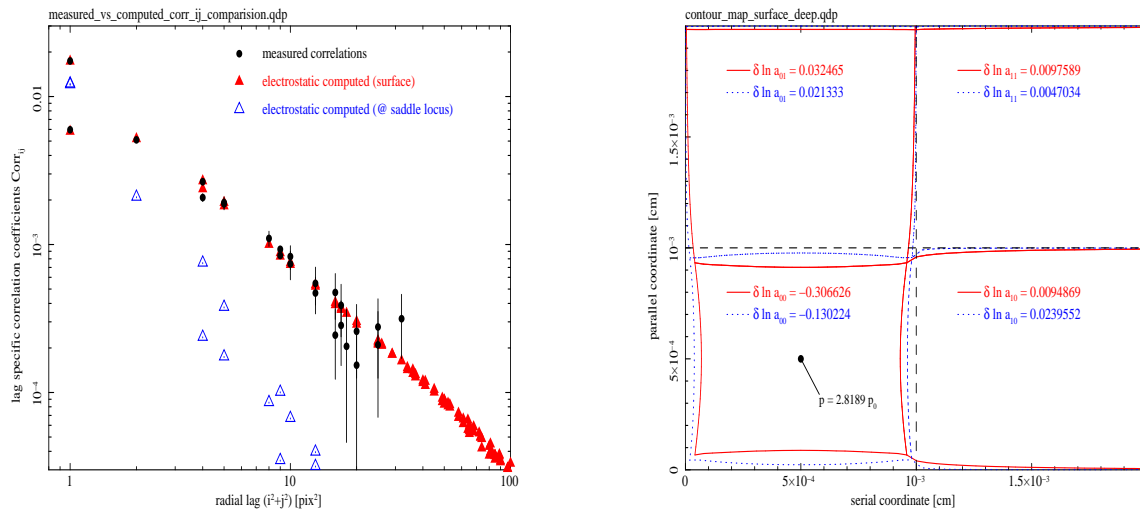 measured_vs_computed_corr_ij_comparision.qdp
measured correlations
electrostatic computed (surface)
electrostatic computed (@ saddle locus)
lag specific correlation coefficients Corr_ij
0.01
10⁻³
10⁻⁴
1
10
100
radial lag (i²+j²) [pix²]
contour_map_surface_deep.qdp
δ ln a₀₁ = 0.032465
δ ln a₀₁ = 0.021333
δ ln a₁₁ = 0.0097589
δ ln a₁₁ = 0.0047034
δ ln a₀₀ = −0.306626
δ ln a₀₀ = −0.130224
δ ln a₁₀ = 0.0094869
δ ln a₁₀ = 0.0239552
p = 2.8189 p₀
parallel coordinate [cm]
1.5×10⁻³
10⁻³
5×10⁻⁴
0
0
5×10⁻⁴
10⁻³
1.5×10⁻³
serial coordinate [cm]